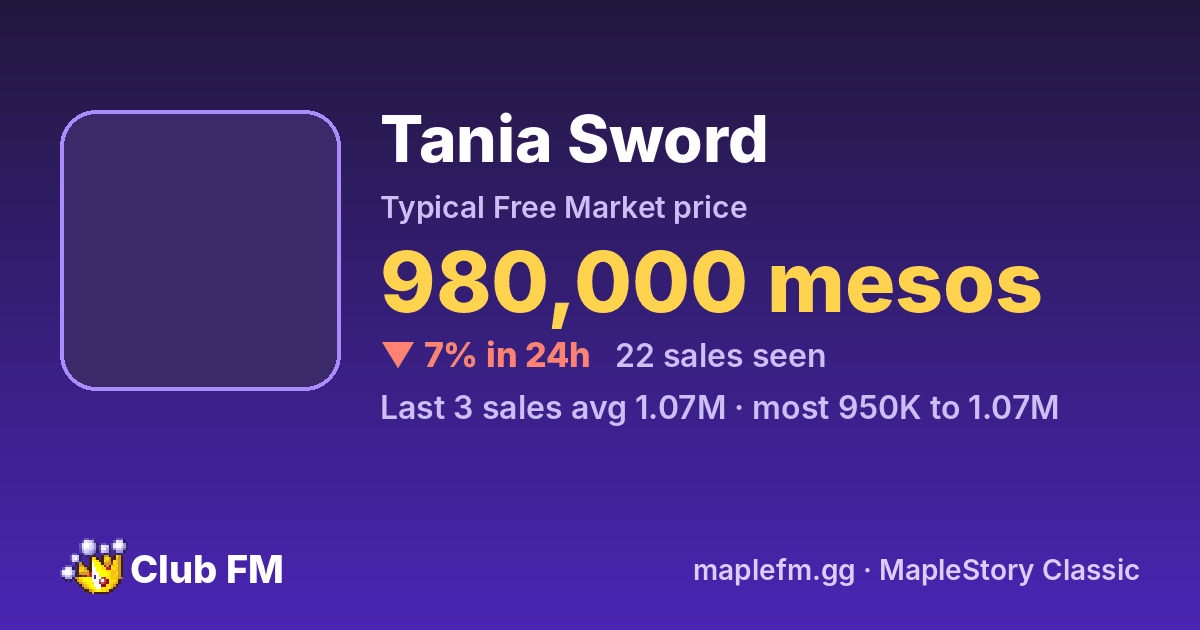 Tania Sword
Typical Free Market price
980,000 mesos
▼ 7% in 24h 22 sales seen
Last 3 sales avg 1.07M · most 950K to 1.07M
Club FM
maplefm.gg · MapleStory Classic